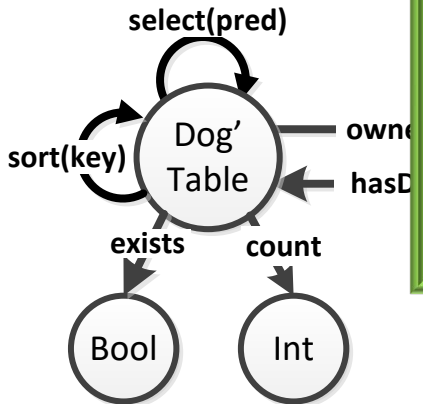 select(pred)
Dog’
Table
sort(key)
exists
count
Bool
Int